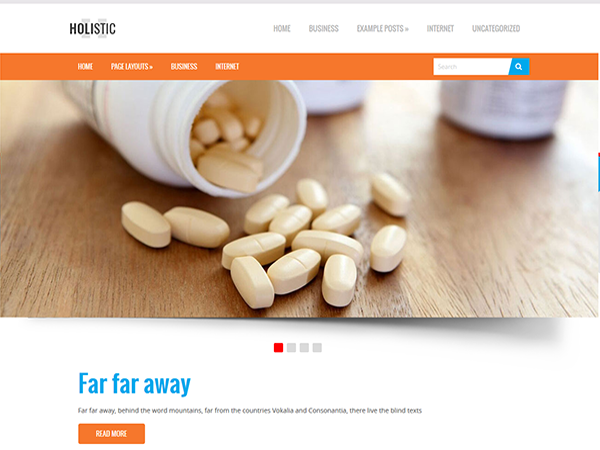 HOLISTIC
HOME BUSINESS EXAMPLE POSTS » INTERNET UNCATEGORIZED
HOME PAGE LAYOUTS » BUSINESS INTERNET Search
Far far away
Far far away, behind the word mountains, far from the countries Vokalia and Consonantia, there live the blind texts
READ MORE